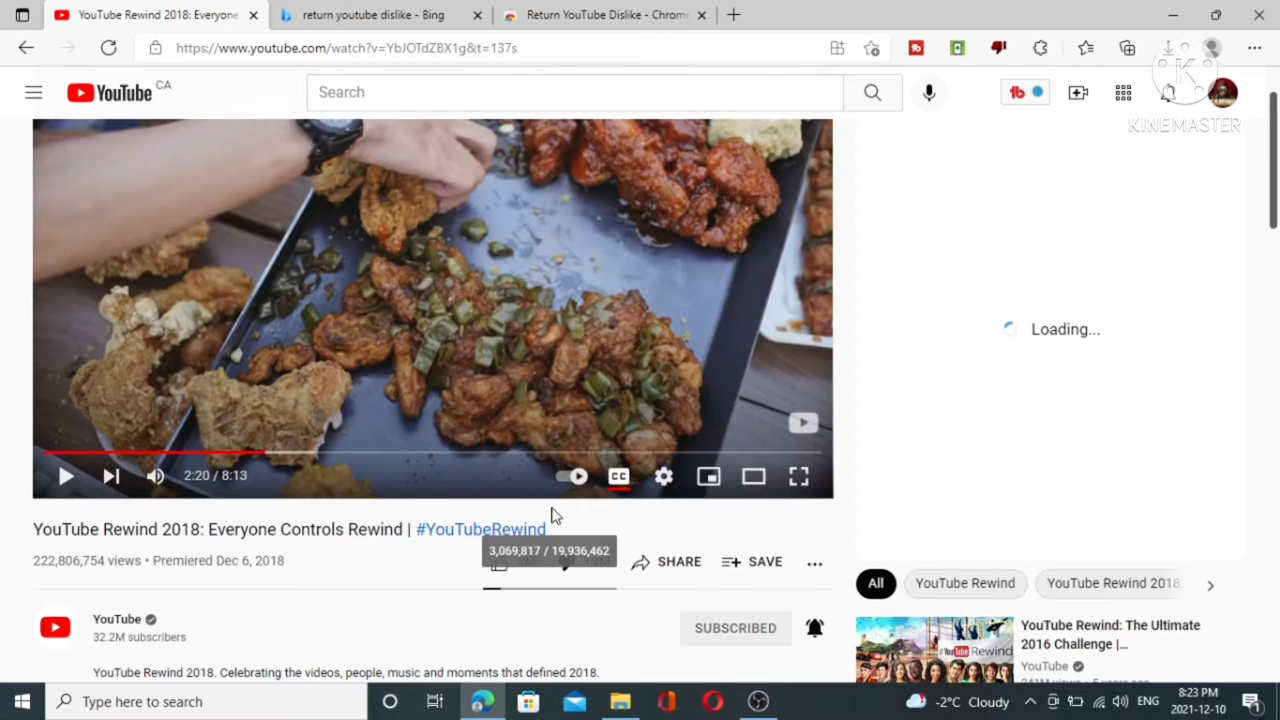 YouTube Rewind 2018: Everyone
return youtube dislike - Bing
Return YouTube Dislike - Chrom
https://www.youtube.com/watch?v=YbJOTdZBX1g&t=137s
YouTube CA
Search
K
KINEMASTER
Loading...
2:20 / 8:13
CC
YouTube Rewind 2018: Everyone Controls Rewind | #YouTubeRewind
3,069,817 / 19,936,462
222,806,754 views • Premiered Dec 6, 2018
SHARE
SAVE
All
YouTube Rewind
YouTube Rewind 2018
YouTube
32.2M subscribers
SUBSCRIBED
YouTube Rewind: The Ultimate
2016 Challenge |...
YouTube
YouTube Rewind 2018. Celebrating the videos, people, music and moments that defined 2018.
Type here to search
-2°C Cloudy
ENG
8:23 PM
2021-12-10